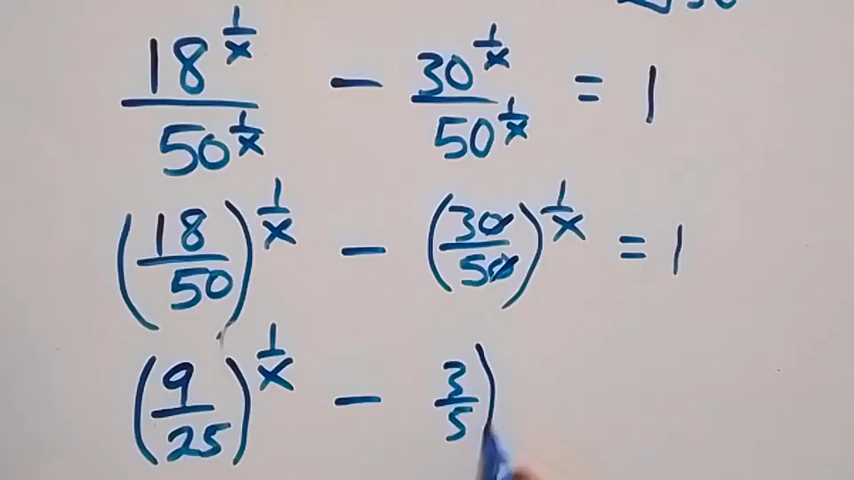 18^(1/x) / 50^(1/x) − 30^(1/x) / 50^(1/x) = 1
(18/50)^(1/x) − (30/50)^(1/x) = 1
(9/25)^(1/x) − 3/5)